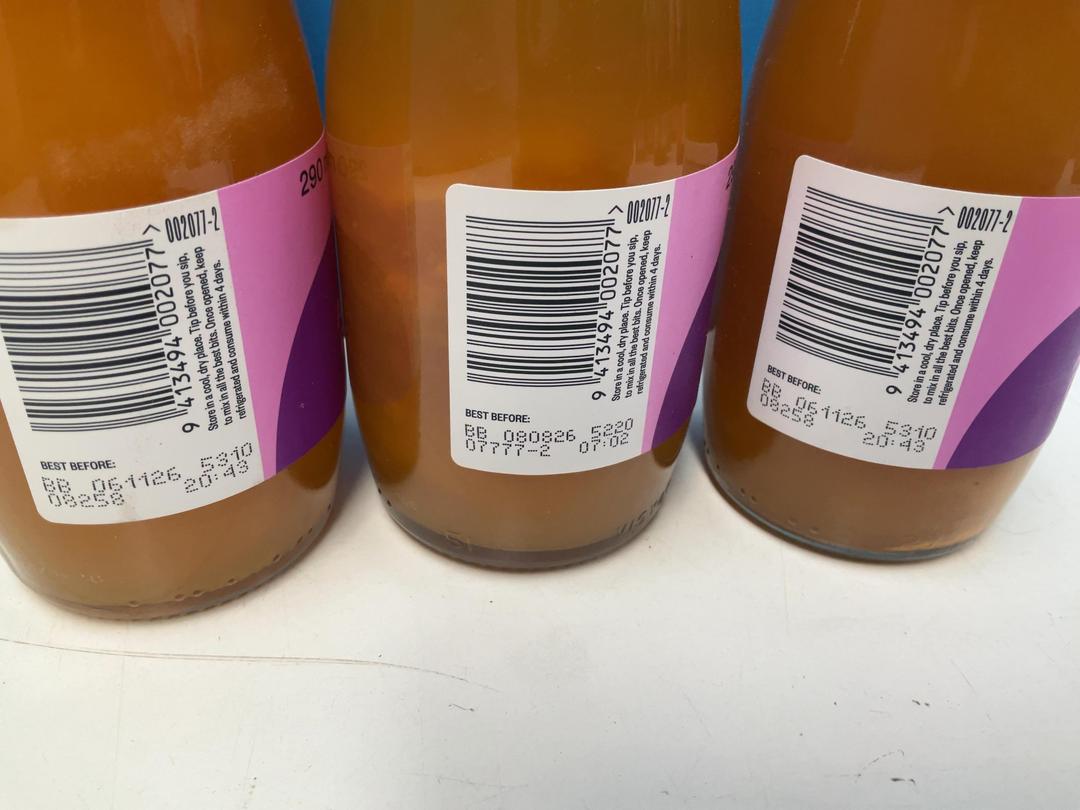 290
002077-2
9 413494 002077 >
Store in a cool, dry place. Tip before you sip,
to mix in all the best bits. Once opened, keep
refrigerated and consume within 4 days.
BEST BEFORE:
BB 061126 5310
08258 20:43
002077-2
9 413494 002077 >
Store in a cool, dry place. Tip before you sip,
to mix in all the best bits. Once opened, keep
refrigerated and consume within 4 days.
BEST BEFORE:
BB 080826 5220
07777-2 07:02
002077-2
9 413494 002077 >
Store in a cool, dry place. Tip before you sip,
to mix in all the best bits. Once opened, keep
refrigerated and consume within 4 days.
BEST BEFORE:
BB 061126 5310
08258 20:43